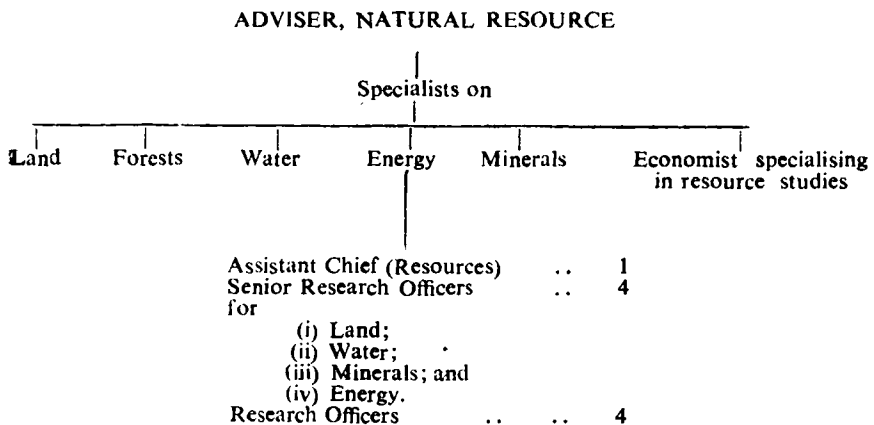 ADVISER, NATURAL RESOURCE
Specialists on
Land Forests Water Energy Minerals Economist specialising
in resource studies
Assistant Chief (Resources) .. 1
Senior Research Officers .. 4
for
(i) Land;
(ii) Water;
(iii) Minerals; and
(iv) Energy.
Research Officers .. .. 4